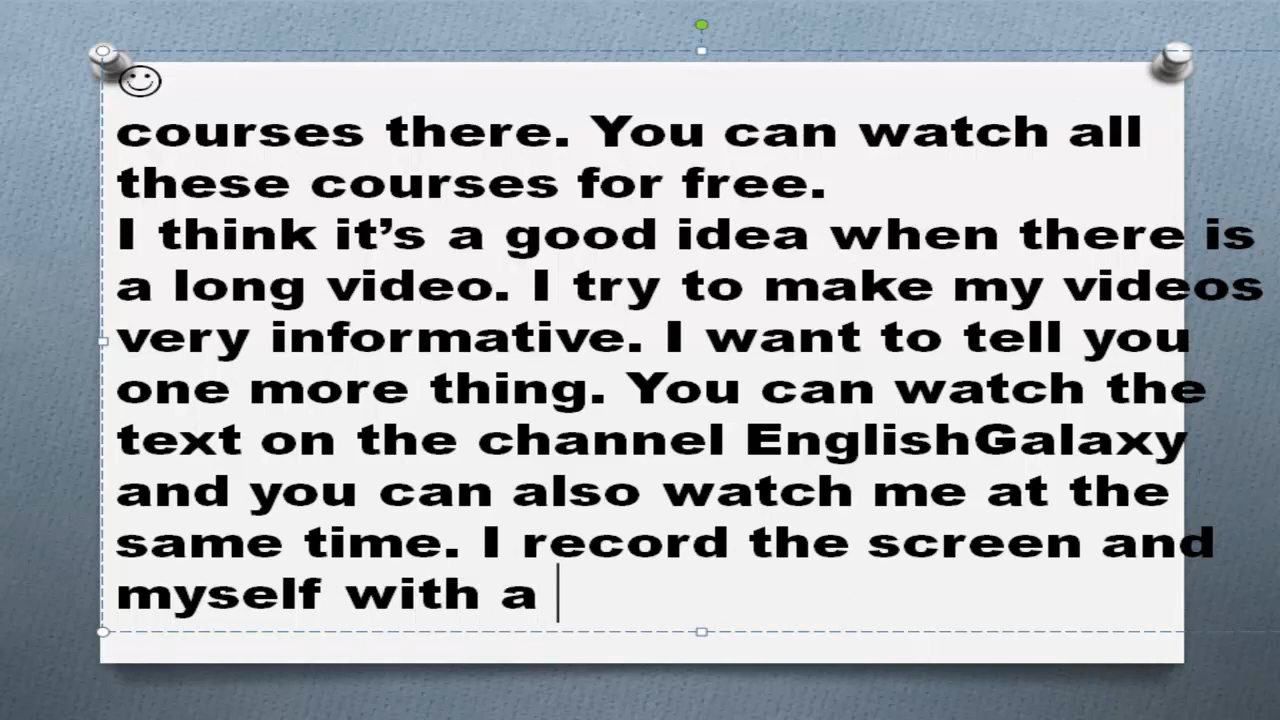 courses there. You can watch all
these courses for free.
I think it’s a good idea when there is
a long video. I try to make my videos
very informative. I want to tell you
one more thing. You can watch the
text on the channel EnglishGalaxy
and you can also watch me at the
same time. I record the screen and
myself with a